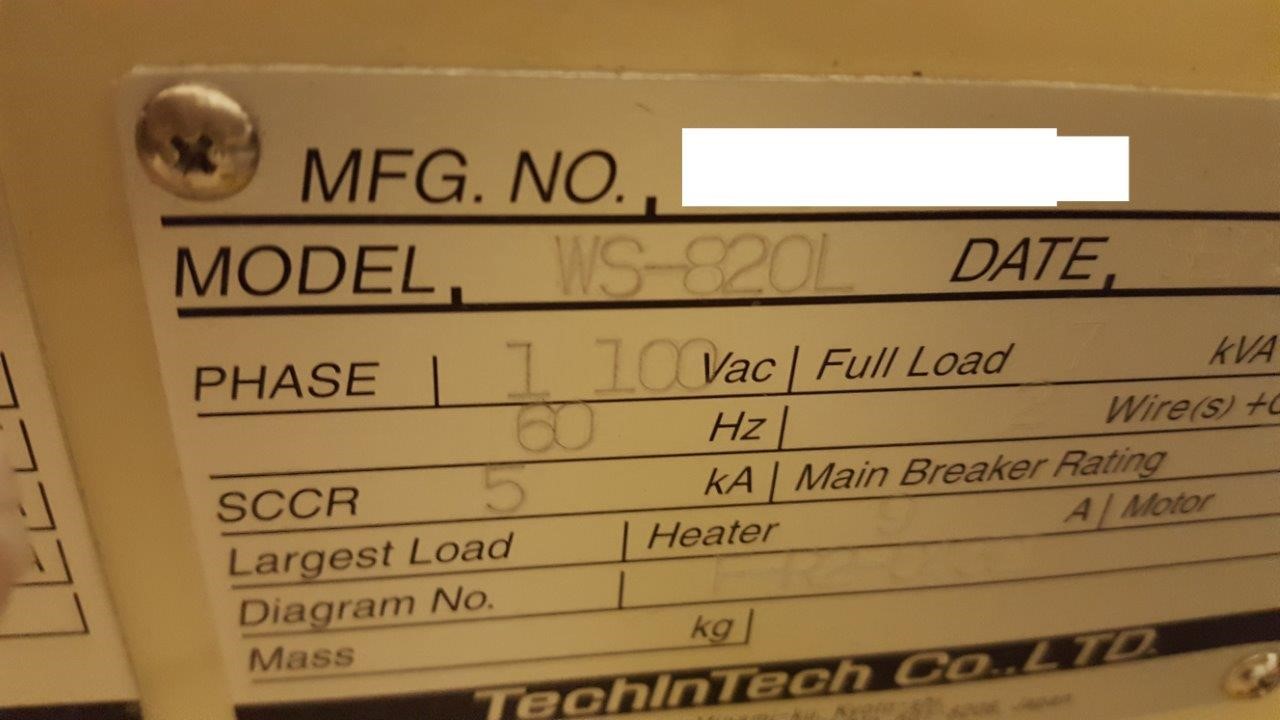 MFG. NO.
MODEL WS-820L DATE
PHASE 1 100 Vac Full Load kVA
60 Hz Wire(s)
SCCR 5 kA Main Breaker Rating
Largest Load Heater 9 A Motor
Diagram No.
Mass kg
TechInTech Co.,LTD.
Japan